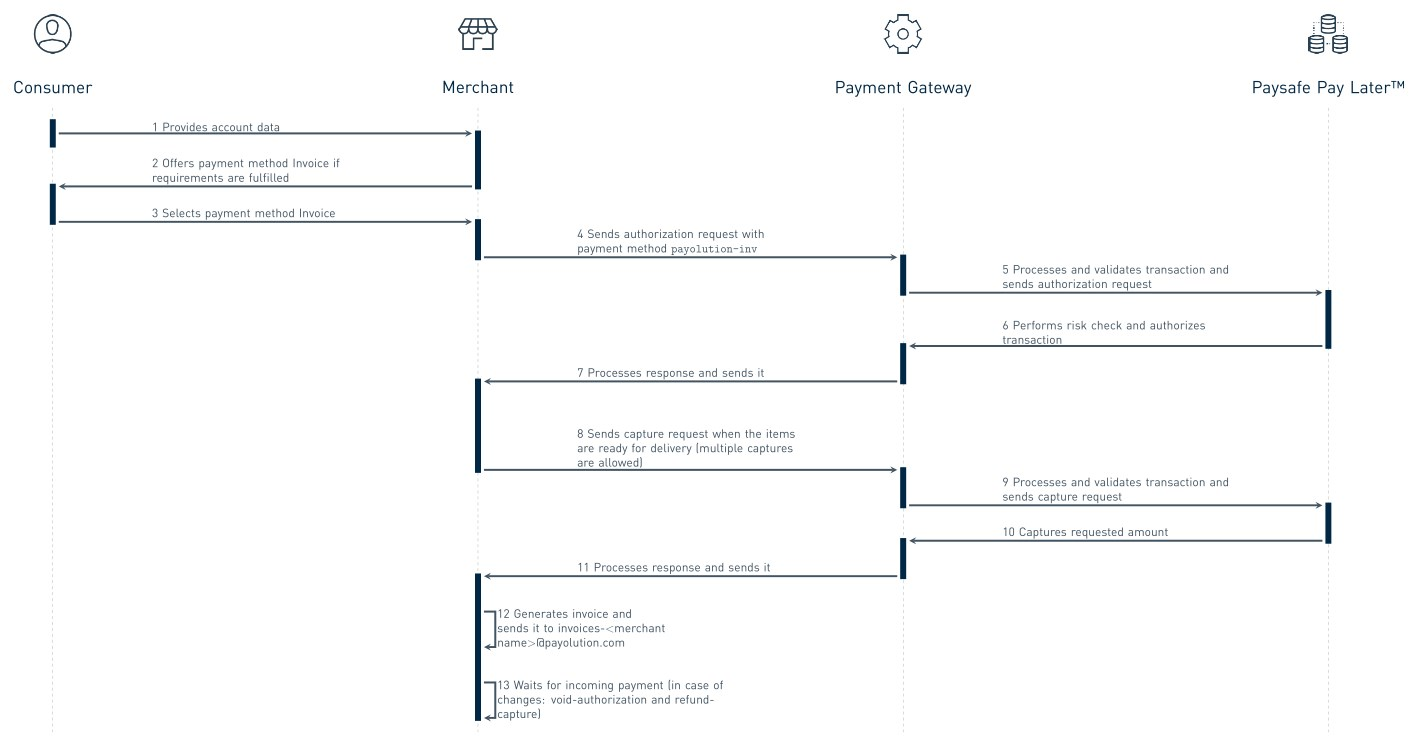 Consumer
Merchant
Payment Gateway
Paysafe Pay Later™
1 Provides account data
2 Offers payment method Invoice if
requirements are fulfilled
3 Selects payment method Invoice
4 Sends authorization request with
payment method payolution-inv
5 Processes and validates transaction and
sends authorization request
6 Performs risk check and authorizes
transaction
7 Processes response and sends it
8 Sends capture request when the items
are ready for delivery (multiple captures
are allowed)
9 Processes and validates transaction and
sends capture request
10 Captures requested amount
11 Processes response and sends it
12 Generates invoice and
sends it to invoices-<merchant
name>@payolution.com
13 Waits for incoming payment (in case of
changes: void-authorization and refund-
capture)